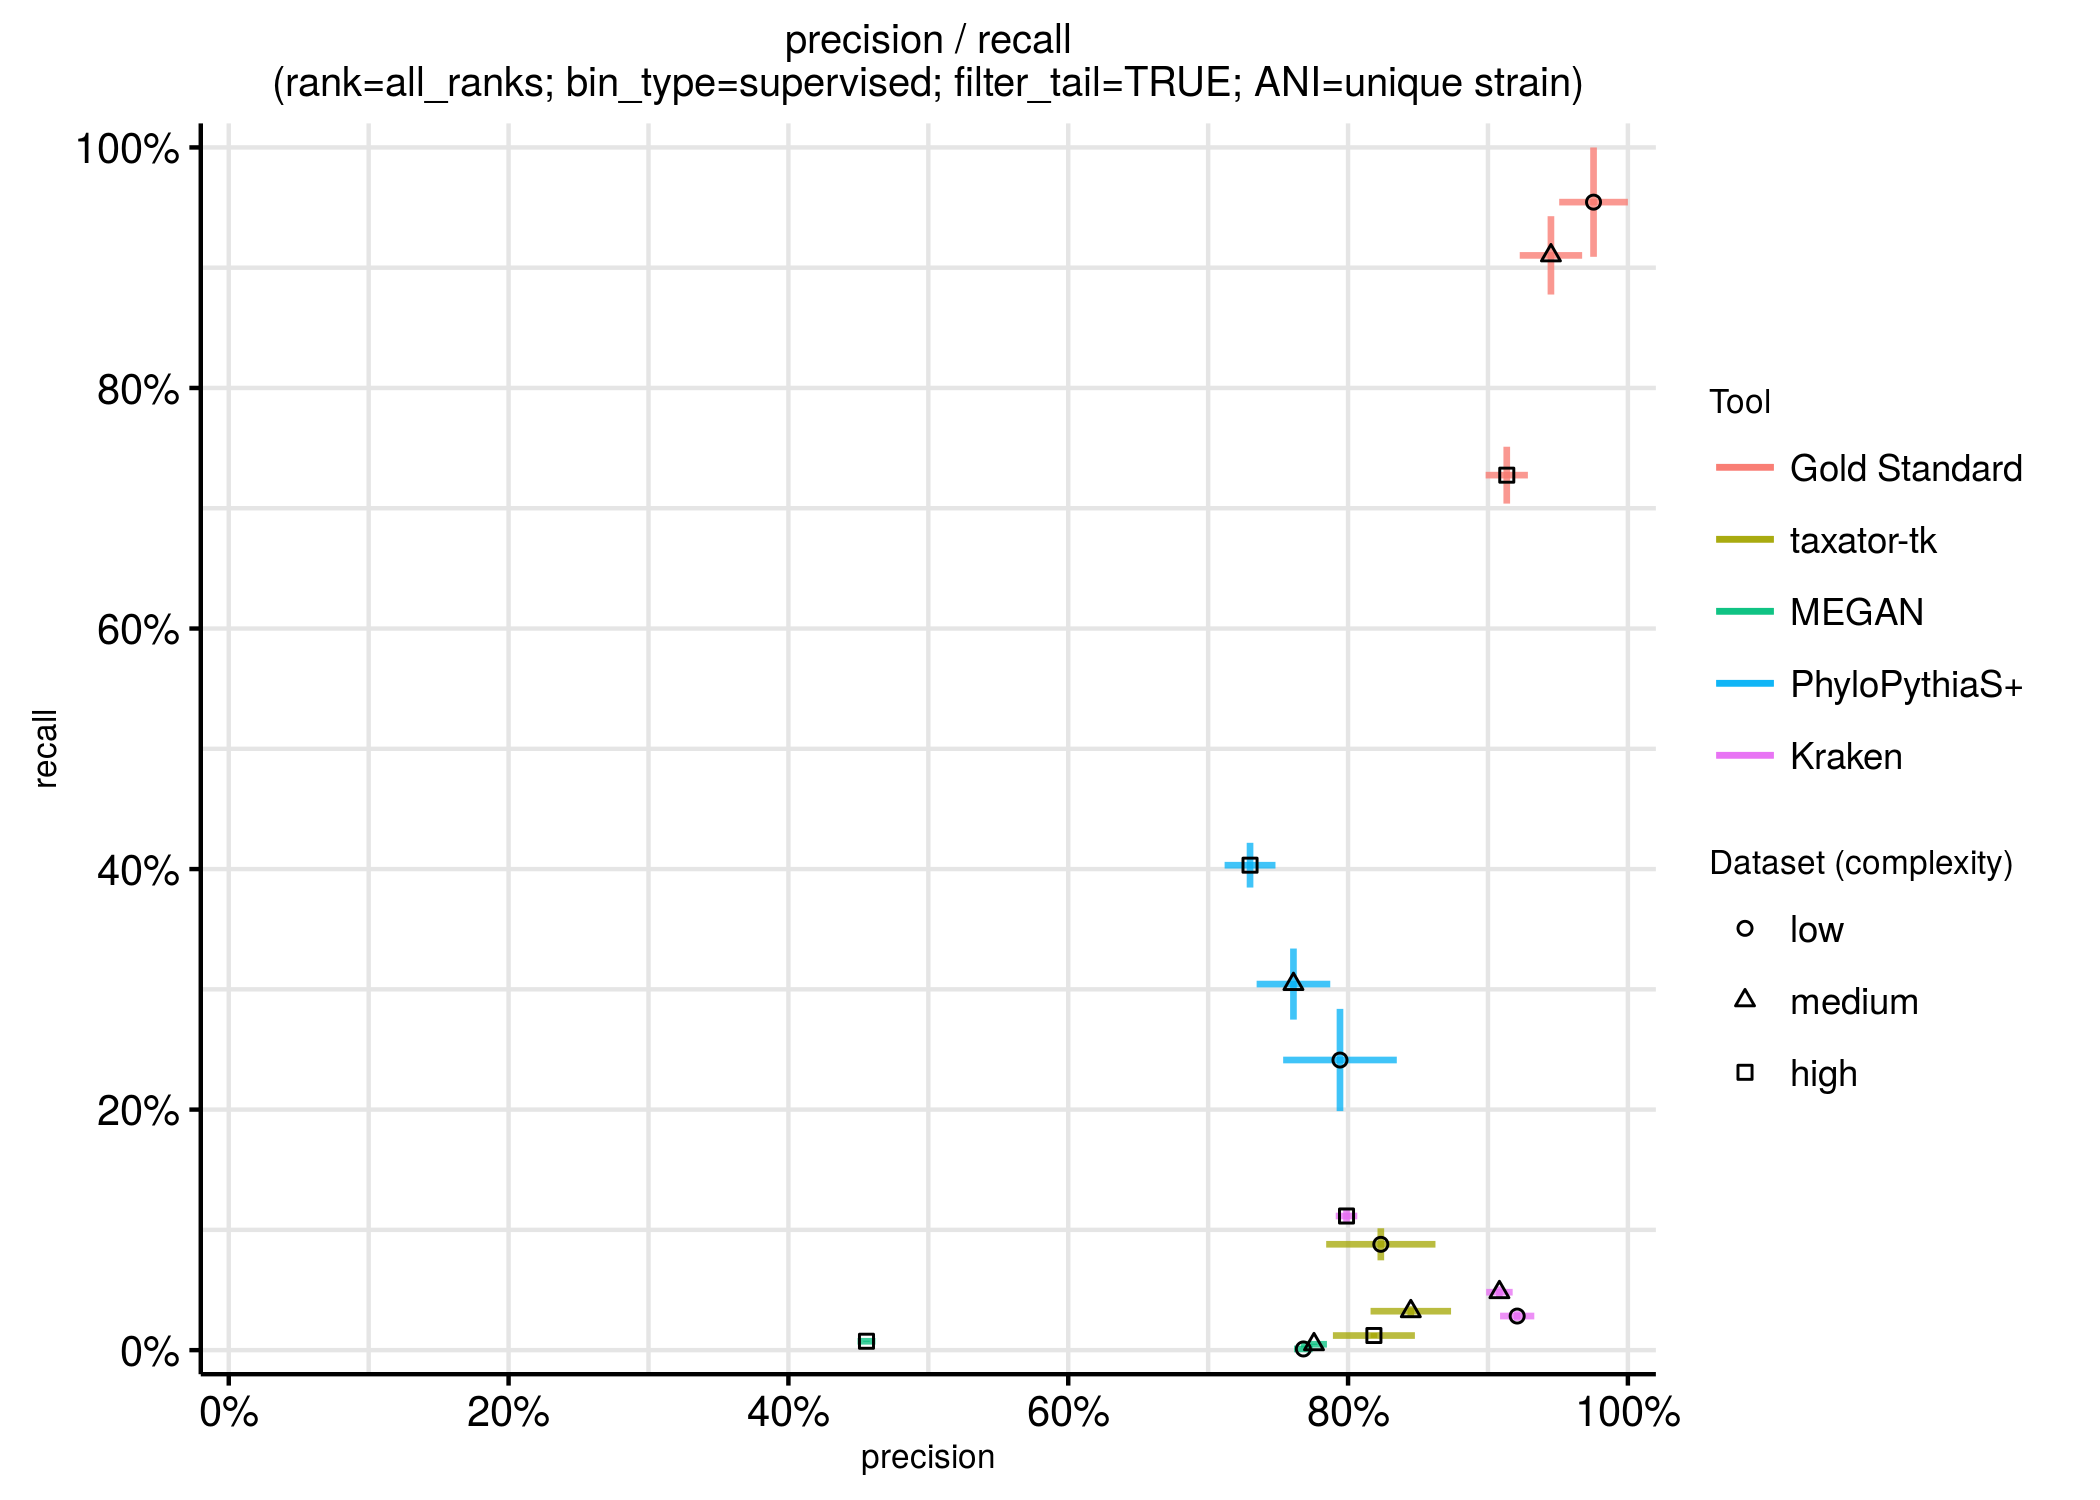 precision / recall
(rank=all_ranks; bin_type=supervised; filter_tail=TRUE; ANI=unique strain)
100%
80%
60%
40%
20%
0%
recall
0%
20%
40%
60%
80%
100%
precision
Tool
Gold Standard
taxator-tk
MEGAN
PhyloPythiaS+
Kraken
Dataset (complexity)
low
medium
high